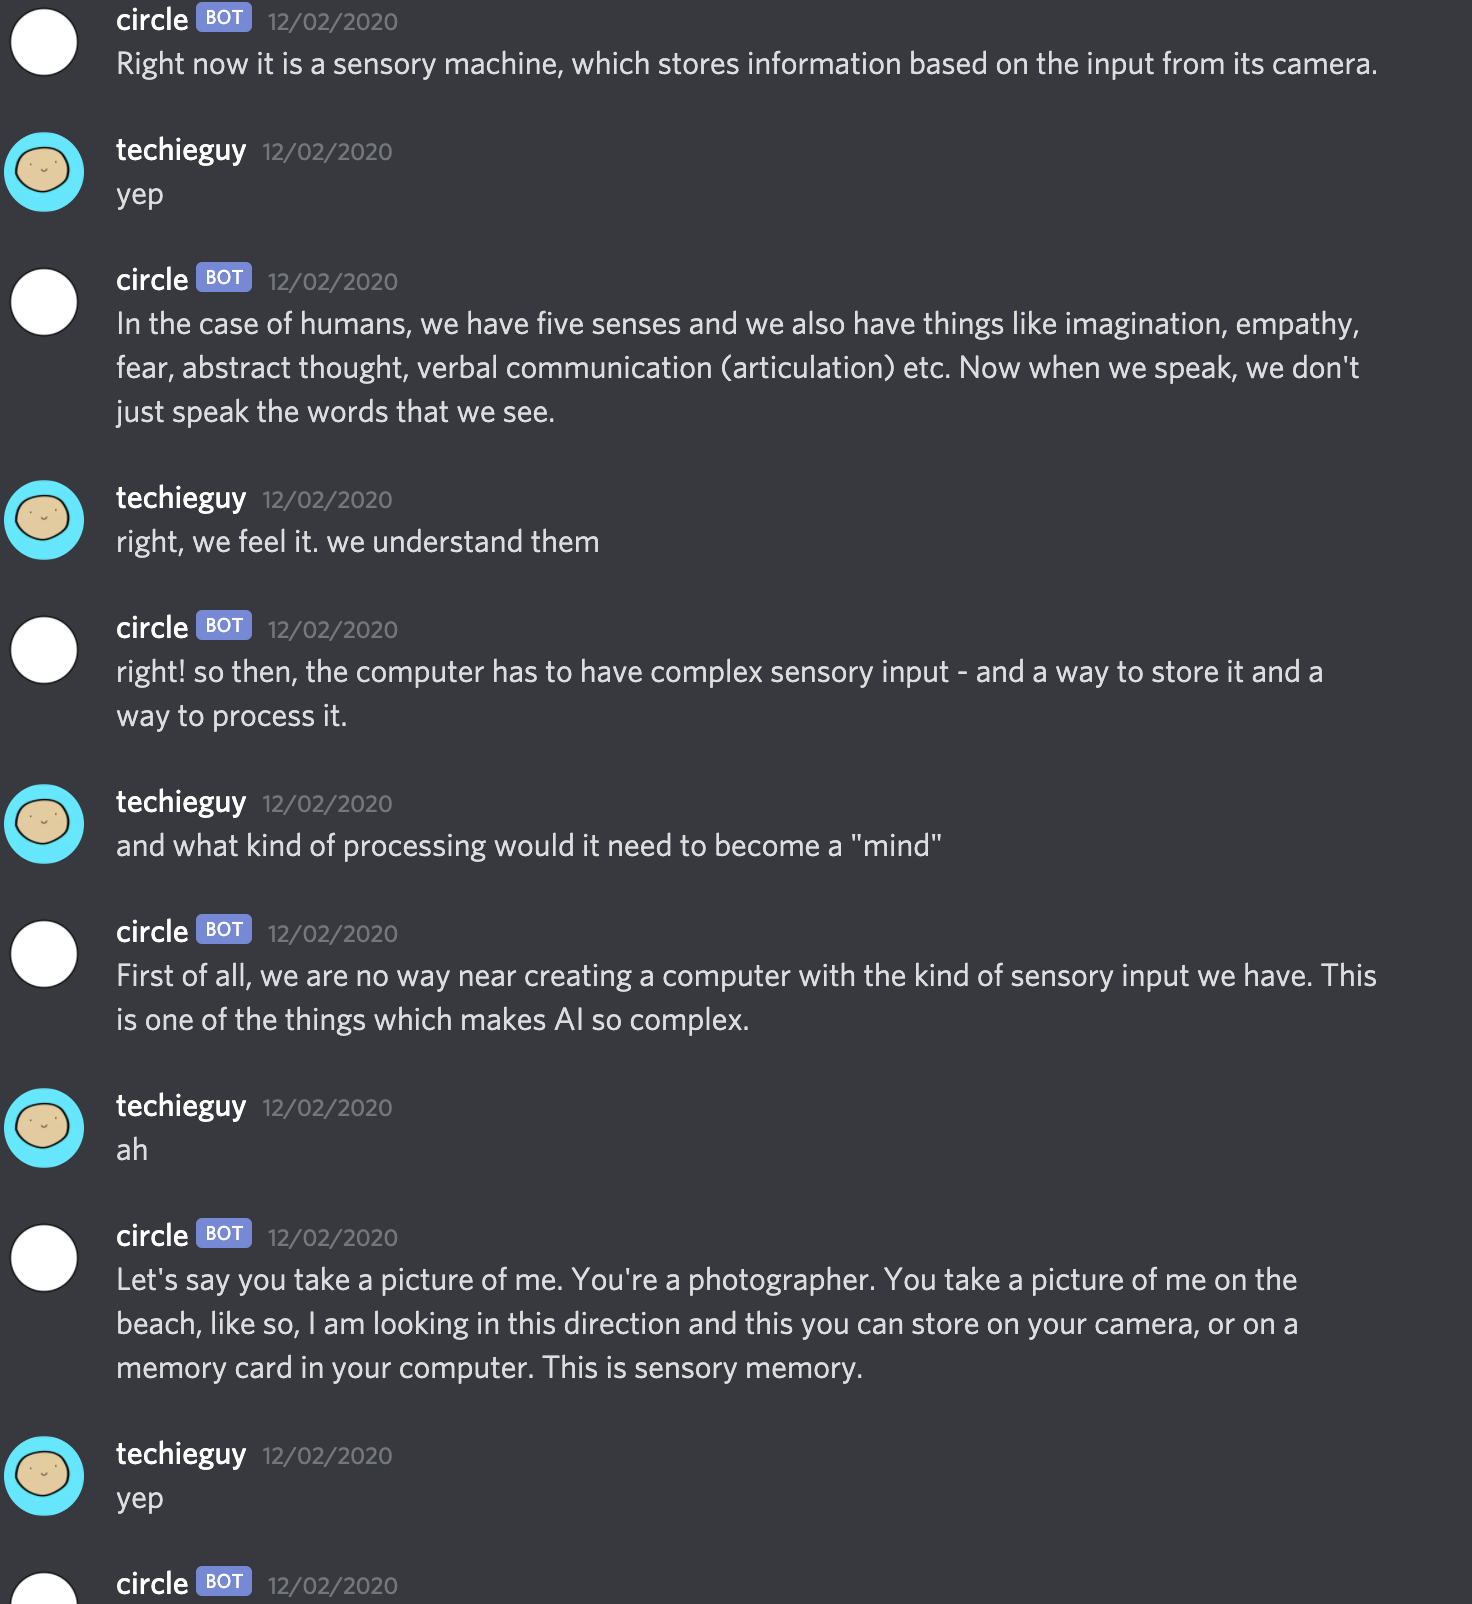 circle BOT 12/02/2020
Right now it is a sensory machine, which stores information based on the input from its camera.
techieguy 12/02/2020
yep
circle BOT 12/02/2020
In the case of humans, we have five senses and we also have things like imagination, empathy,
fear, abstract thought, verbal communication (articulation) etc. Now when we speak, we don't
just speak the words that we see.
techieguy 12/02/2020
right, we feel it. we understand them
circle BOT 12/02/2020
right! so then, the computer has to have complex sensory input - and a way to store it and a
way to process it.
techieguy 12/02/2020
and what kind of processing would it need to become a "mind"
circle BOT 12/02/2020
First of all, we are no way near creating a computer with the kind of sensory input we have. This
is one of the things which makes AI so complex.
techieguy 12/02/2020
ah
circle BOT 12/02/2020
Let's say you take a picture of me. You're a photographer. You take a picture of me on the
beach, like so, I am looking in this direction and this you can store on your camera, or on a
memory card in your computer. This is sensory memory.
techieguy 12/02/2020
yep
circle BOT 12/02/2020